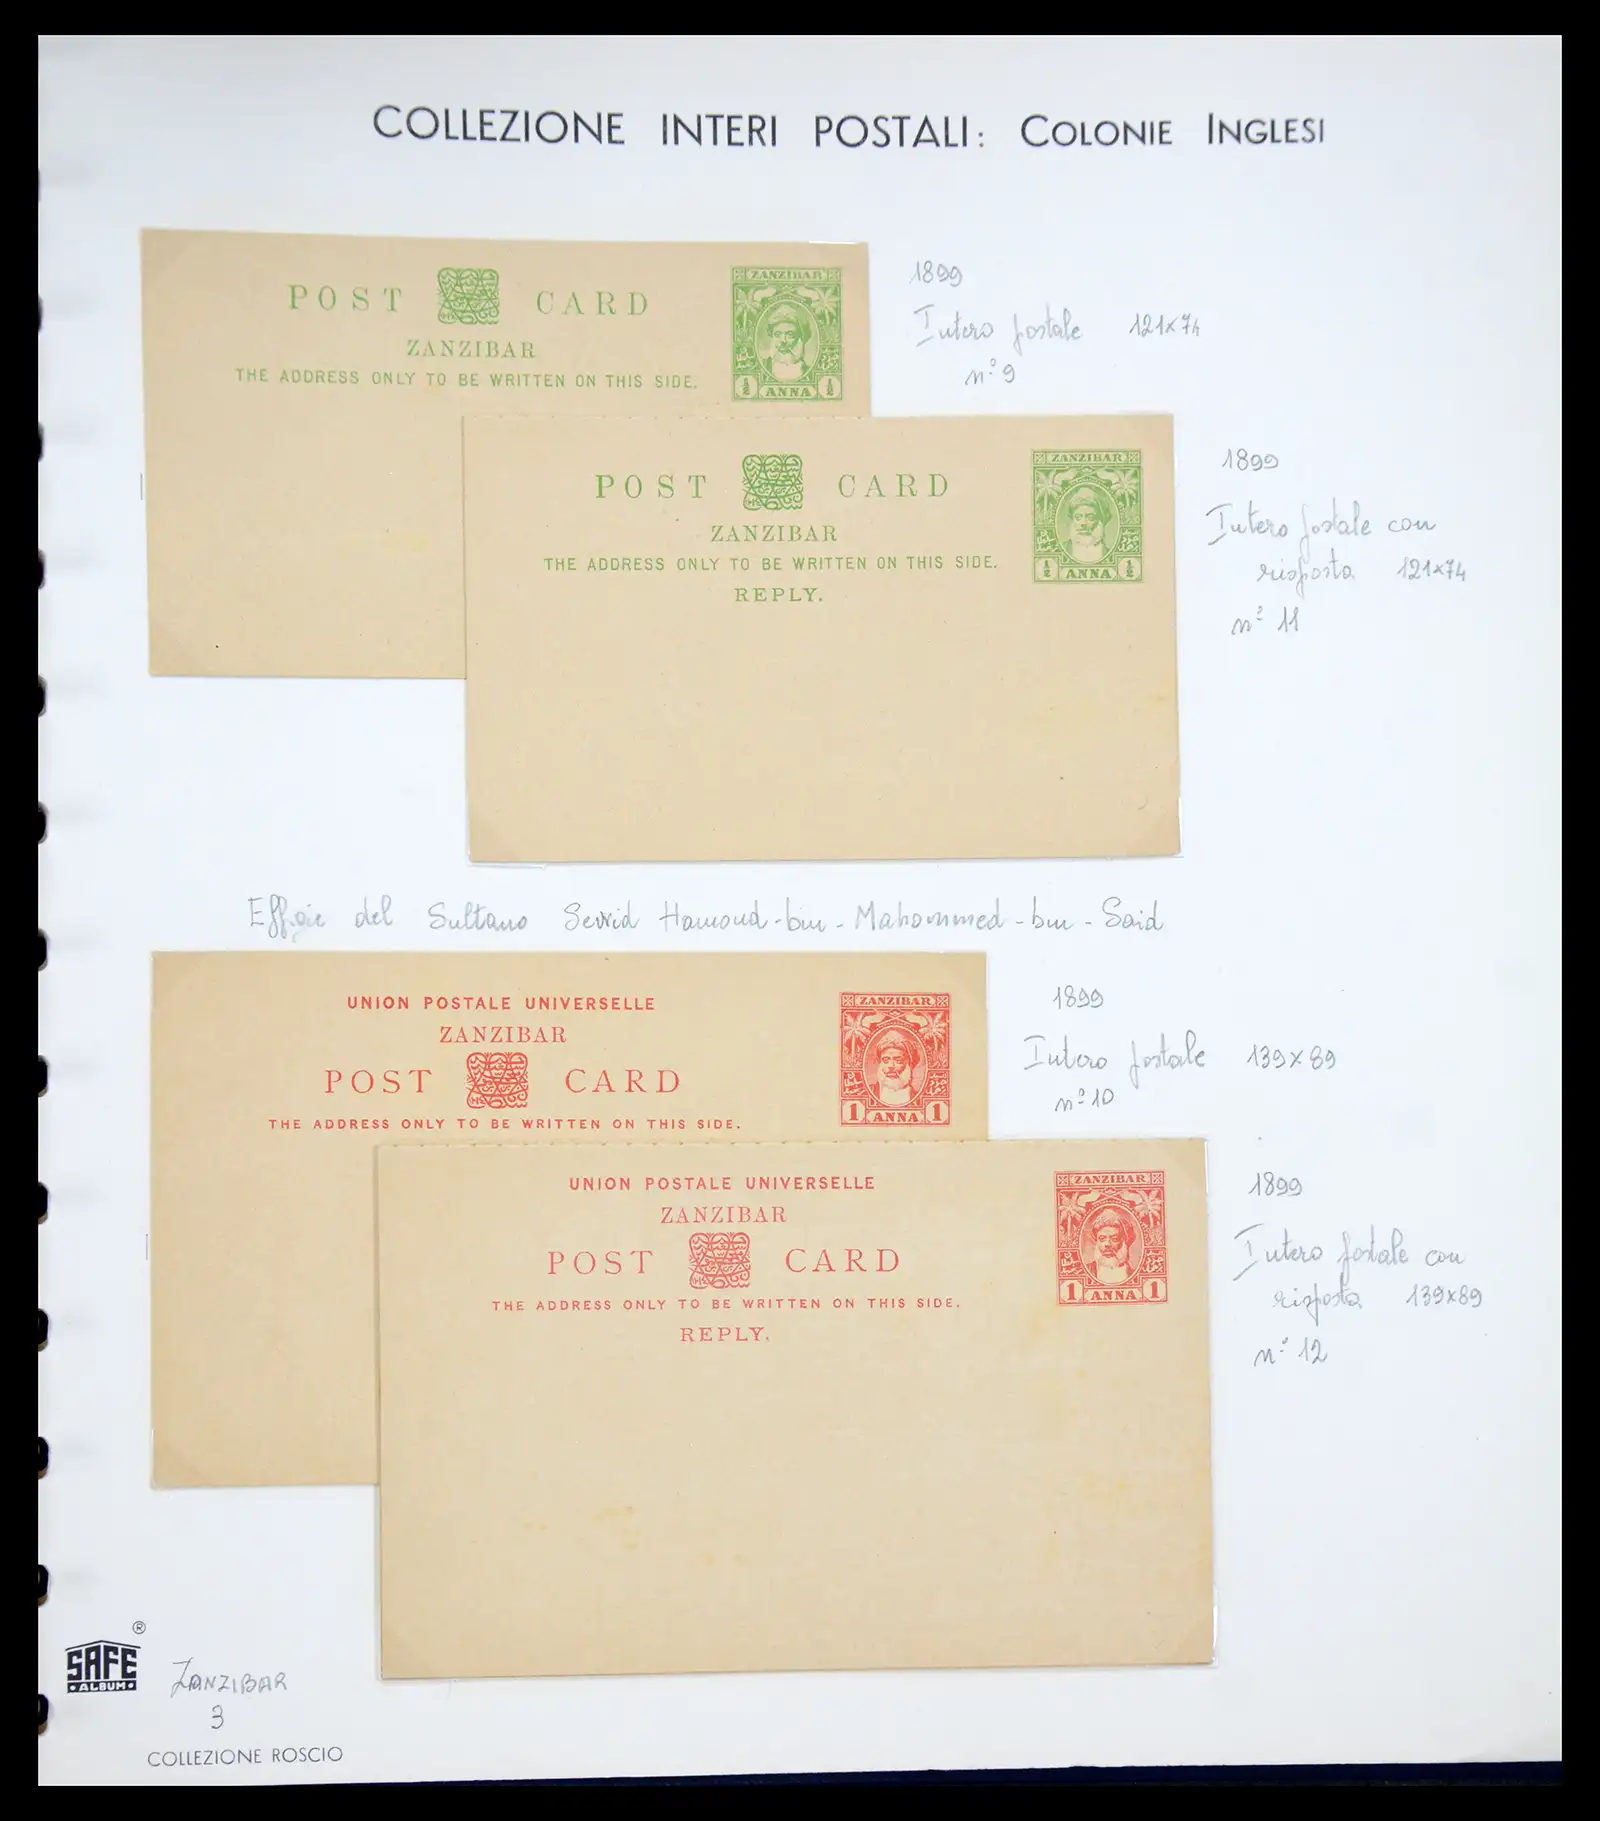 COLLEZIONE INTERI POSTALI: COLONIE INGLESI
POST CARD
ZANZIBAR
THE ADDRESS ONLY TO BE WRITTEN ON THIS SIDE.
ZANZIBAR
½ ANNA ½
1899
Intero postale 121x74
n° 9
POST CARD
ZANZIBAR
THE ADDRESS ONLY TO BE WRITTEN ON THIS SIDE.
REPLY.
ZANZIBAR
½ ANNA ½
1899
Intero postale con
risposta 121x74
n° 11
Effigie del Sultano Hamoud-bin-Mahommed-bin-Said
UNION POSTALE UNIVERSELLE
ZANZIBAR
POST CARD
THE ADDRESS ONLY TO BE WRITTEN ON THIS SIDE.
ZANZIBAR
1 ANNA 1
1899
Intero postale 139x89
n° 10
UNION POSTALE UNIVERSELLE
ZANZIBAR
POST CARD
THE ADDRESS ONLY TO BE WRITTEN ON THIS SIDE.
REPLY.
ZANZIBAR
1 ANNA 1
1899
Intero postale con
risposta 139x89
n° 12
SAFE ®
•ALBUM•
ZANZIBAR
3
COLLEZIONE ROSCIO